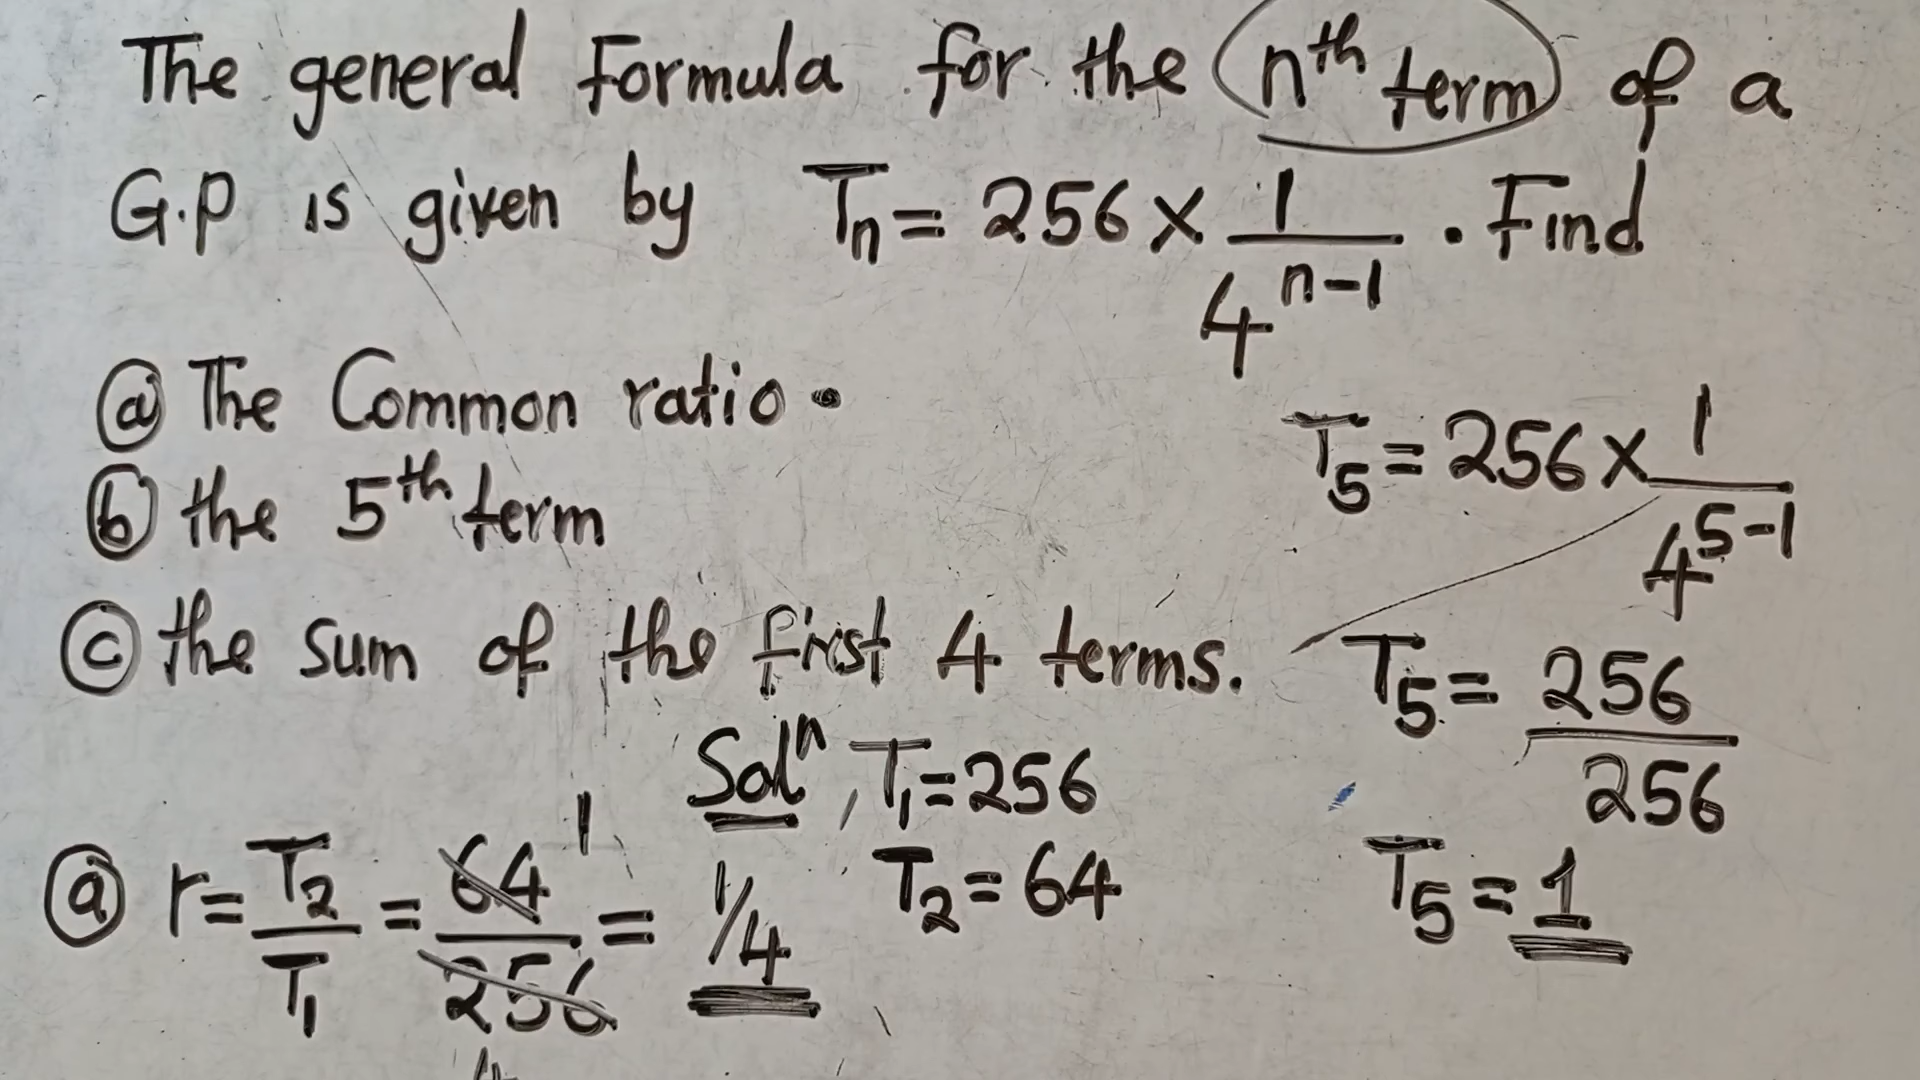 The general Formula for the nth term of a
G.P is given by Tn = 256 × 1/4^(n-1) . Find
ⓐ The Common ratio.
ⓑ the 5th term
ⓒ the sum of the first 4 terms.
Solⁿ, T₁ = 256
T₂ = 64
ⓐ r = T₂/T₁ = 64/256 = 1/4
1
4
T₅ = 256 × 1/4^(5-1)
T₅ = 256/256
T₅ = 1